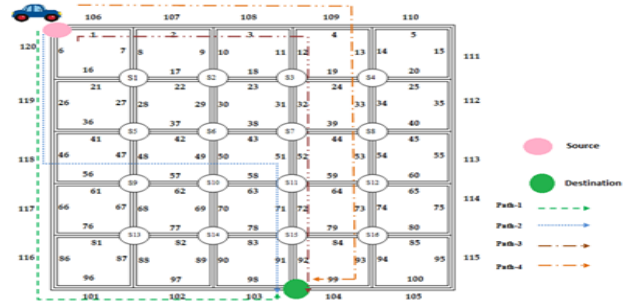 106 107 108 109 110
1 2 3 4 5
120 6 7 8 9 10 11 12 13 14 15 111
16 17 18 19 20
S1 S2 S3 S4
21 22 23 24 25
119 26 27 28 29 30 31 32 33 34 35 112
36 37 38 39 40
S5 S6 S7 S8
41 42 43 44 45
118 46 47 48 49 50 51 52 53 54 55 113
56 57 58 59 60
S9 S10 S11 S12
61 62 63 64 65
117 66 67 68 69 70 71 72 73 74 75 114
76 77 78 79 80
S13 S14 S15 S16
81 82 83 84 85
116 86 87 88 89 90 91 92 93 94 95 115
96 97 98 99 100
101 102 103 104 105
Source
Destination
Path-1
Path-2
Path-3
Path-4